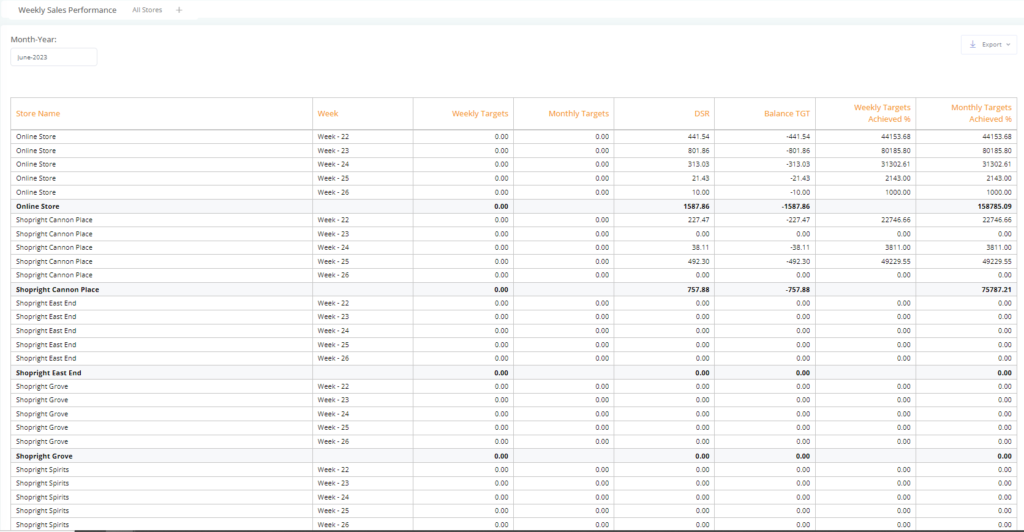 Weekly Sales Performance All Stores +
Month-Year:
June-2023
Export
Store Name Week Weekly Targets Monthly Targets DSR Balance TGT Weekly Targets Achieved % Monthly Targets Achieved %
Online Store Week - 22 0.00 0.00 441.54 -441.54 44153.68 44153.68
Online Store Week - 23 0.00 0.00 801.86 -801.86 80185.80 80185.80
Online Store Week - 24 0.00 0.00 313.03 -313.03 31302.61 31302.61
Online Store Week - 25 0.00 0.00 21.43 -21.43 2143.00 2143.00
Online Store Week - 26 0.00 0.00 10.00 -10.00 1000.00 1000.00
Online Store 0.00 1587.86 -1587.86 158785.09
Shopright Cannon Place Week - 22 0.00 0.00 227.47 -227.47 22746.66 22746.66
Shopright Cannon Place Week - 23 0.00 0.00 0.00 0.00 0.00 0.00
Shopright Cannon Place Week - 24 0.00 0.00 38.11 -38.11 3811.00 3811.00
Shopright Cannon Place Week - 25 0.00 0.00 492.30 -492.30 49229.55 49229.55
Shopright Cannon Place Week - 26 0.00 0.00 0.00 0.00 0.00 0.00
Shopright Cannon Place 0.00 757.88 -757.88 75787.21
Shopright East End Week - 22 0.00 0.00 0.00 0.00 0.00 0.00
Shopright East End Week - 23 0.00 0.00 0.00 0.00 0.00 0.00
Shopright East End Week - 24 0.00 0.00 0.00 0.00 0.00 0.00
Shopright East End Week - 25 0.00 0.00 0.00 0.00 0.00 0.00
Shopright East End Week - 26 0.00 0.00 0.00 0.00 0.00 0.00
Shopright East End 0.00 0.00 0.00 0.00
Shopright Grove Week - 22 0.00 0.00 0.00 0.00 0.00 0.00
Shopright Grove Week - 23 0.00 0.00 0.00 0.00 0.00 0.00
Shopright Grove Week - 24 0.00 0.00 0.00 0.00 0.00 0.00
Shopright Grove Week - 25 0.00 0.00 0.00 0.00 0.00 0.00
Shopright Grove Week - 26 0.00 0.00 0.00 0.00 0.00 0.00
Shopright Grove 0.00 0.00 0.00 0.00
Shopright Spirits Week - 22 0.00 0.00 0.00 0.00 0.00 0.00
Shopright Spirits Week - 23 0.00 0.00 0.00 0.00 0.00 0.00
Shopright Spirits Week - 24 0.00 0.00 0.00 0.00 0.00 0.00
Shopright Spirits Week - 25 0.00 0.00 0.00 0.00 0.00 0.00
Shopright Spirits Week - 26 0.00 0.00 0.00 0.00 0.00 0.00